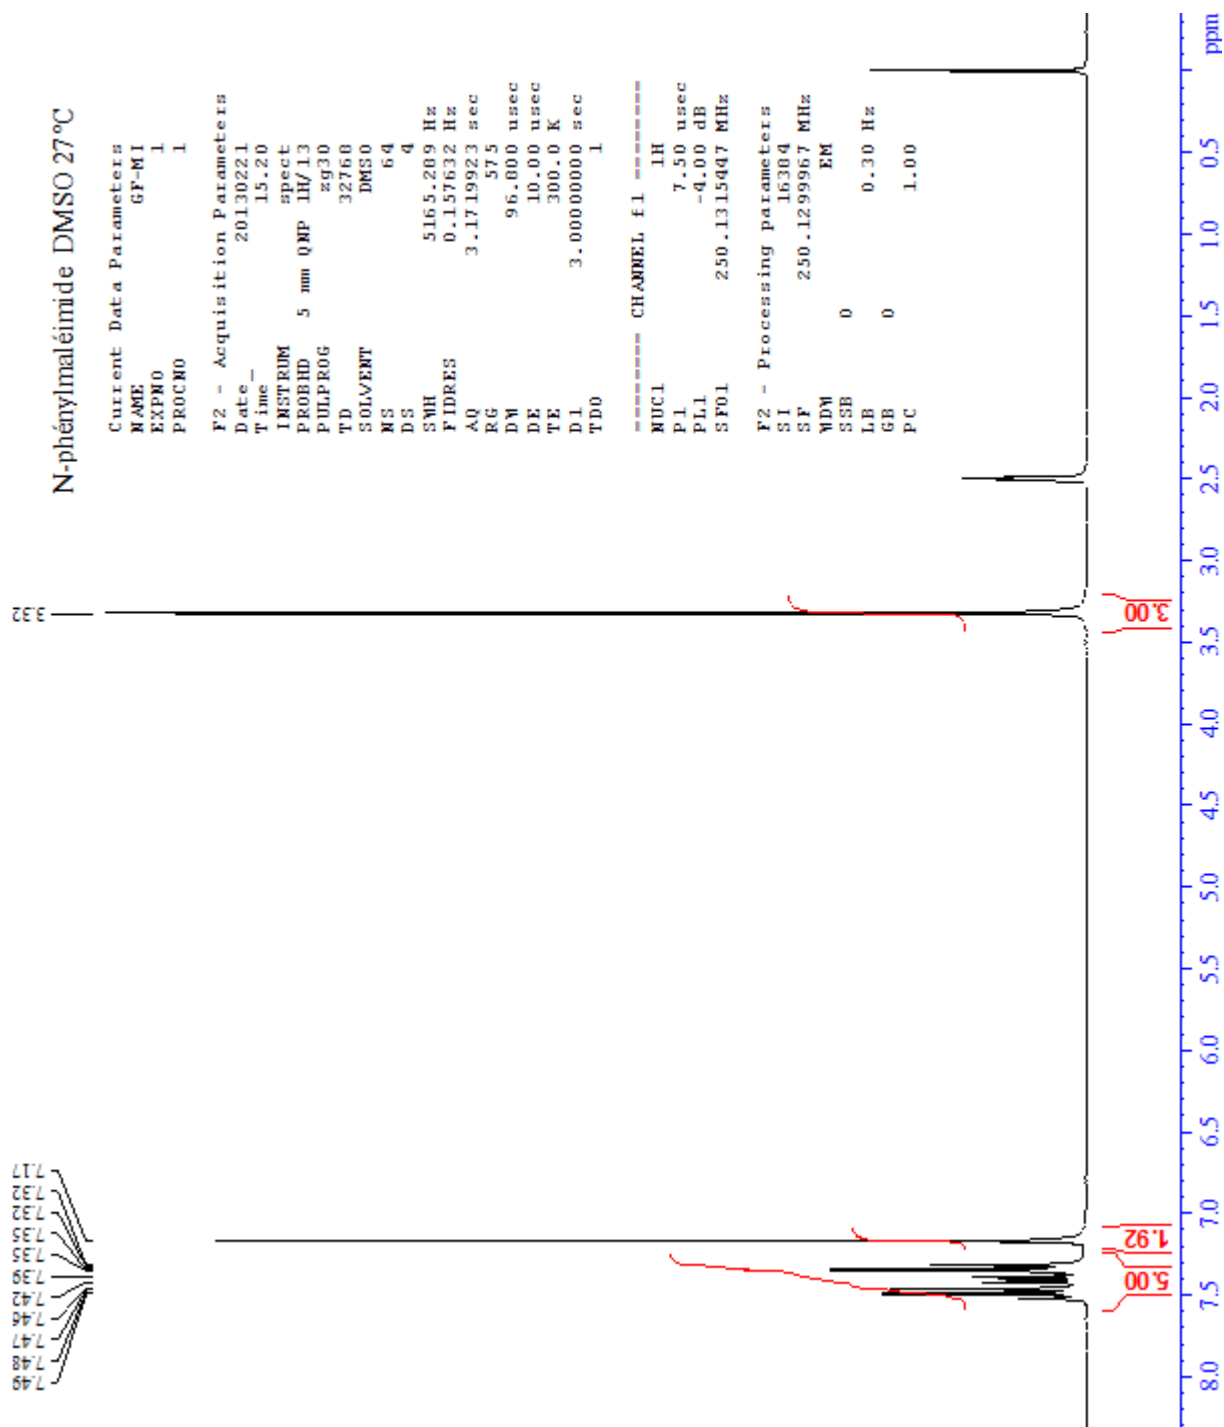 N-phénylmaléimide DMSO 27°C
Current Data Parameters
NAME GF-MI
EXPNO 1
PROCNO 1
F2 - Acquisition Parameters
Date_ 20130221
Time 15.20
INSTRUM spect
PROBHD 5 mm QNP 1H/13
PULPROG zg30
TD 32768
SOLVENT DMSO
NS 64
DS 4
SWH 5165.289 Hz
FIDRES 0.157632 Hz
AQ 3.1719923 sec
RG 575
DW 96.800 usec
DE 10.00 usec
TE 300.0 K
D1 3.00000000 sec
TD0 1
======== CHANNEL f1 ========
NUC1 1H
P1 7.50 usec
PL1 -4.00 dB
SFO1 250.1315447 MHz
F2 - Processing parameters
SI 16384
SF 250.1299967 MHz
WDW EM
SSB 0
LB 0.30 Hz
GB 0
PC 1.00
7.49
7.48
7.47
7.46
7.42
7.39
7.35
7.35
7.32
7.32
7.17
3.32
8.0 7.5 7.0 6.5 6.0 5.5 5.0 4.5 4.0 3.5 3.0 2.5 2.0 1.5 1.0 0.5 ppm
5.00
1.92
3.00